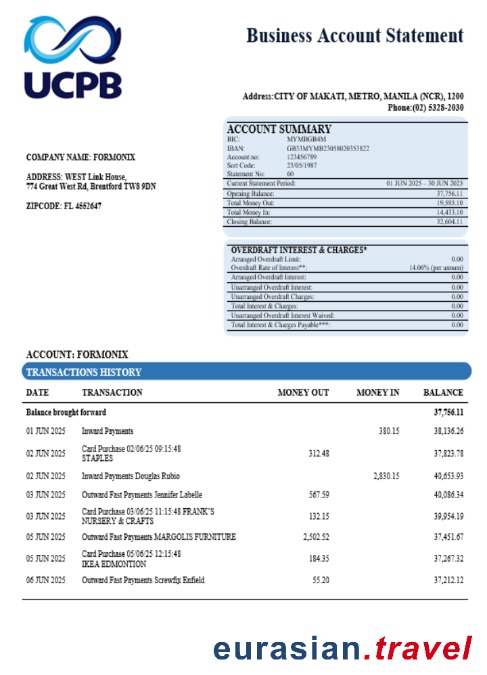 UCPB
Business Account Statement
Address:CITY OF MAKATI, METRO, MANILA (NCR), 1200
Phone:(02) 5328-2030
COMPANY NAME: FORMONIX
ADDRESS: WEST Link House,
774 Great West Rd, Brentford TW8 9DN
ZIPCODE: FL 4552647
ACCOUNT SUMMARY
BIC: MYMBGB4M
IBAN: GB33MYMB23058020353822
Account no: 123456789
Sort Code: 23/05/1987
Statement No: 60
Current Statement Period: 01 JUN 2025 – 30 JUN 2025
Opening Balance: 37,756.11
Total Money Out: 19,585.10
Total Money In: 14,433.10
Closing Balance: 32,604.11
OVERDRAFT INTEREST & CHARGES*
Arranged Overdraft Limit: 0.00
Overdraft Rate of Interest**: 14.06% (per annum)
Arranged Overdraft Interest: 0.00
Unarranged Overdraft Interest: 0.00
Unarranged Overdraft Charges: 0.00
Total Interest & Charges: 0.00
Unarranged Overdraft Interest Waived: 0.00
Total Interest & Charges Payable***: 0.00
ACCOUNT: FORMONIX
TRANSACTIONS HISTORY
DATE TRANSACTION MONEY OUT MONEY IN BALANCE
Balance brought forward 37,756.11
01 JUN 2025 Inward Payments 380.15 38,136.26
02 JUN 2025 Card Purchase 02/06/25 09:15:48 312.48 37,823.78
STAPLES
02 JUN 2025 Inward Payments Douglas Rubio 2,830.15 40,653.93
03 JUN 2025 Outward Fast Payments Jennifer Labelle 567.59 40,086.34
03 JUN 2025 Card Purchase 03/06/25 11:15:48 FRANK'S 132.15 39,954.19
NURSERY & CRAFTS
05 JUN 2025 Outward Fast Payments MARGOLIS FURNITURE 2,502.52 37,451.67
05 JUN 2025 Card Purchase 05/06/25 12:15:48 184.35 37,267.32
IKEA EDMONTION
06 JUN 2025 Outward Fast Payments Screwfix Enfield 55.20 37,212.12
eurasian.travel